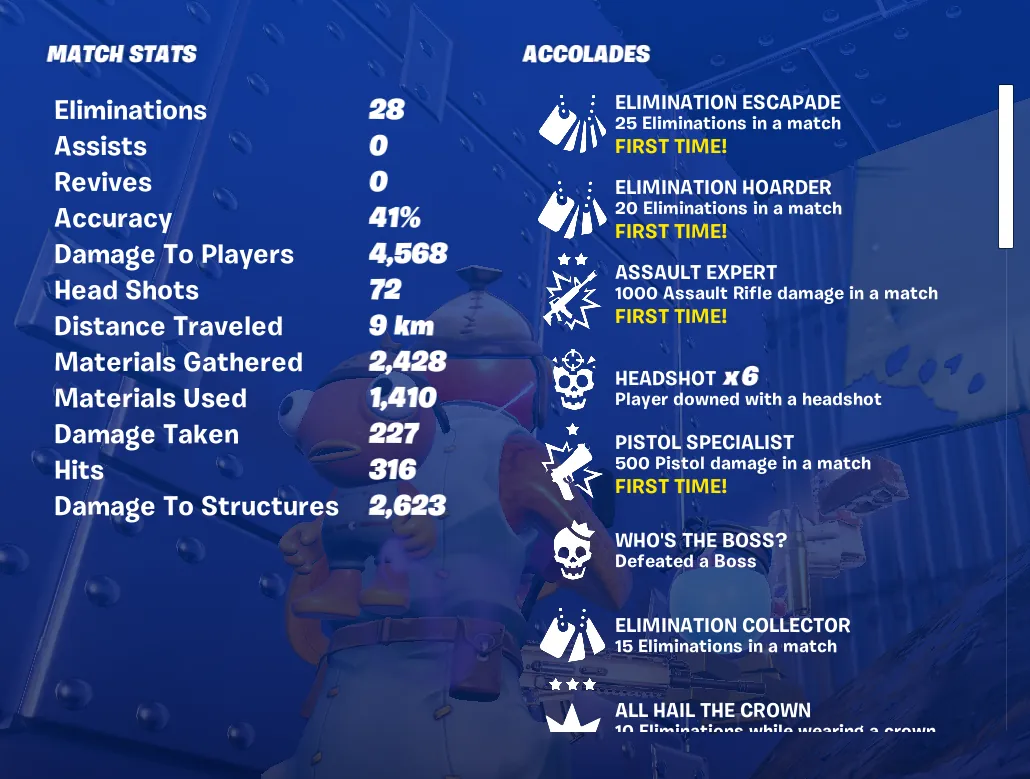 MATCH STATS
Eliminations 28
Assists 0
Revives 0
Accuracy 41%
Damage To Players 4,568
Head Shots 72
Distance Traveled 9 km
Materials Gathered 2,428
Materials Used 1,410
Damage Taken 227
Hits 316
Damage To Structures 2,623
ACCOLADES
ELIMINATION ESCAPADE
25 Eliminations in a match
FIRST TIME!
ELIMINATION HOARDER
20 Eliminations in a match
FIRST TIME!
ASSAULT EXPERT
1000 Assault Rifle damage in a match
FIRST TIME!
HEADSHOT x6
Player downed with a headshot
PISTOL SPECIALIST
500 Pistol damage in a match
FIRST TIME!
WHO'S THE BOSS?
Defeated a Boss
ELIMINATION COLLECTOR
15 Eliminations in a match
ALL HAIL THE CROWN
10 Eliminations while wearing a crown